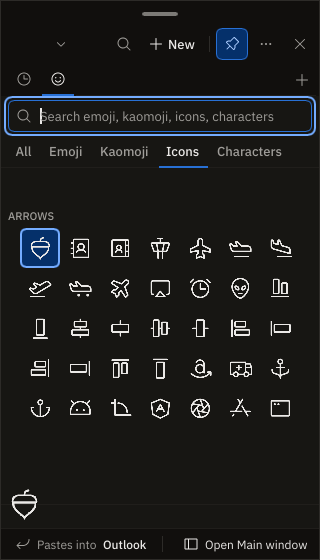 New
Search emoji, kaomoji, icons, characters
All Emoji Kaomoji Icons Characters
ARROWS
Pastes into Outlook Open Main window